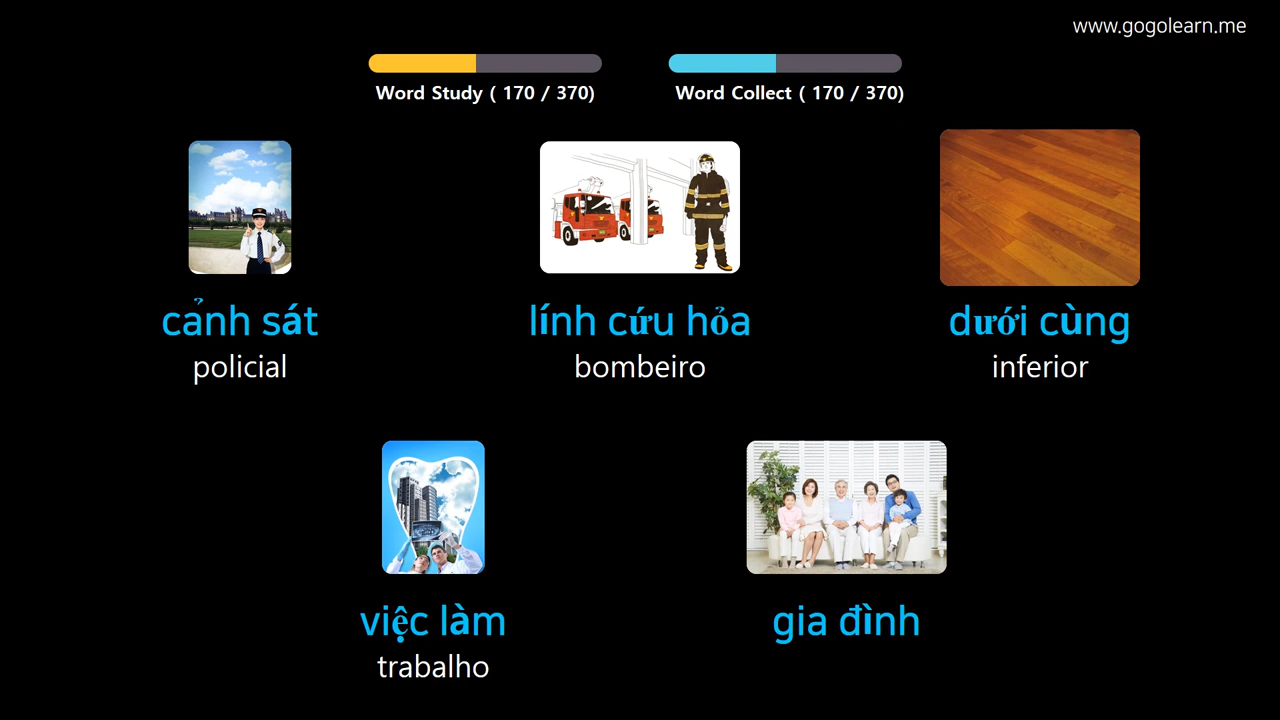 www.gogolearn.me
Word Study ( 170 / 370)
Word Collect ( 170 / 370)
cảnh sát
policial
lính cứu hỏa
bombeiro
dưới cùng
inferior
việc làm
trabalho
gia đình